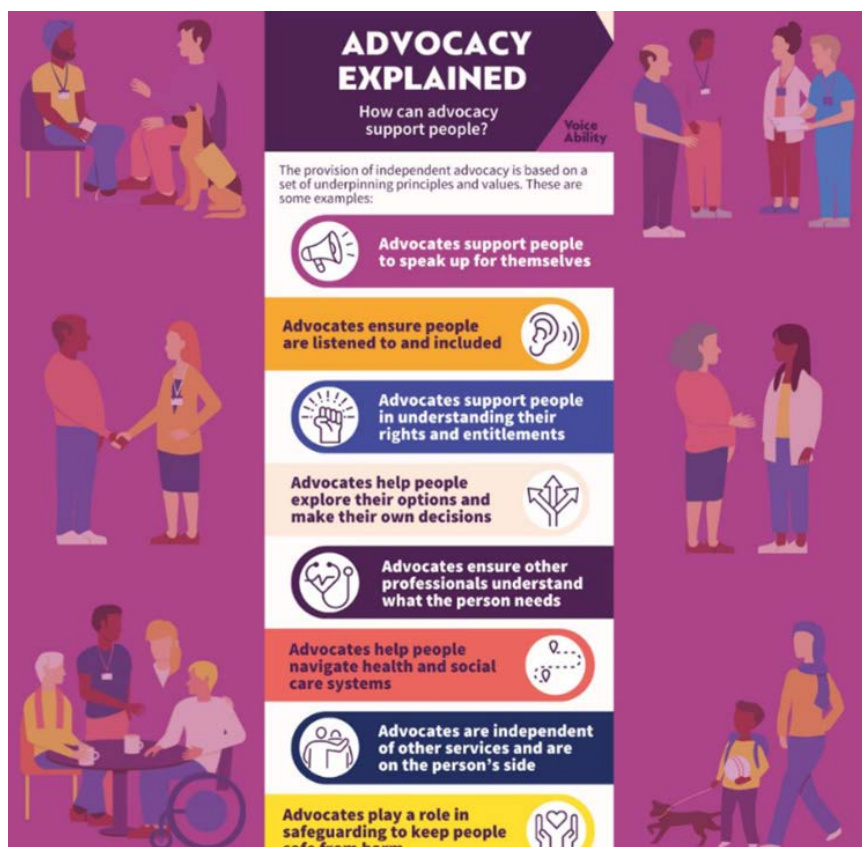 ADVOCACY
EXPLAINED
How can advocacy
support people?
Voice
Ability
The provision of independent advocacy is based on a
set of underpinning principles and values. These are
some examples:
Advocates support people
to speak up for themselves
Advocates ensure people
are listened to and included
Advocates support people
in understanding their
rights and entitlements
Advocates help people
explore their options and
make their own decisions
Advocates ensure other
professionals understand
what the person needs
Advocates help people
navigate health and social
care systems
Advocates are independent
of other services and are
on the person's side
Advocates play a role in
safeguarding to keep people
safe from harm